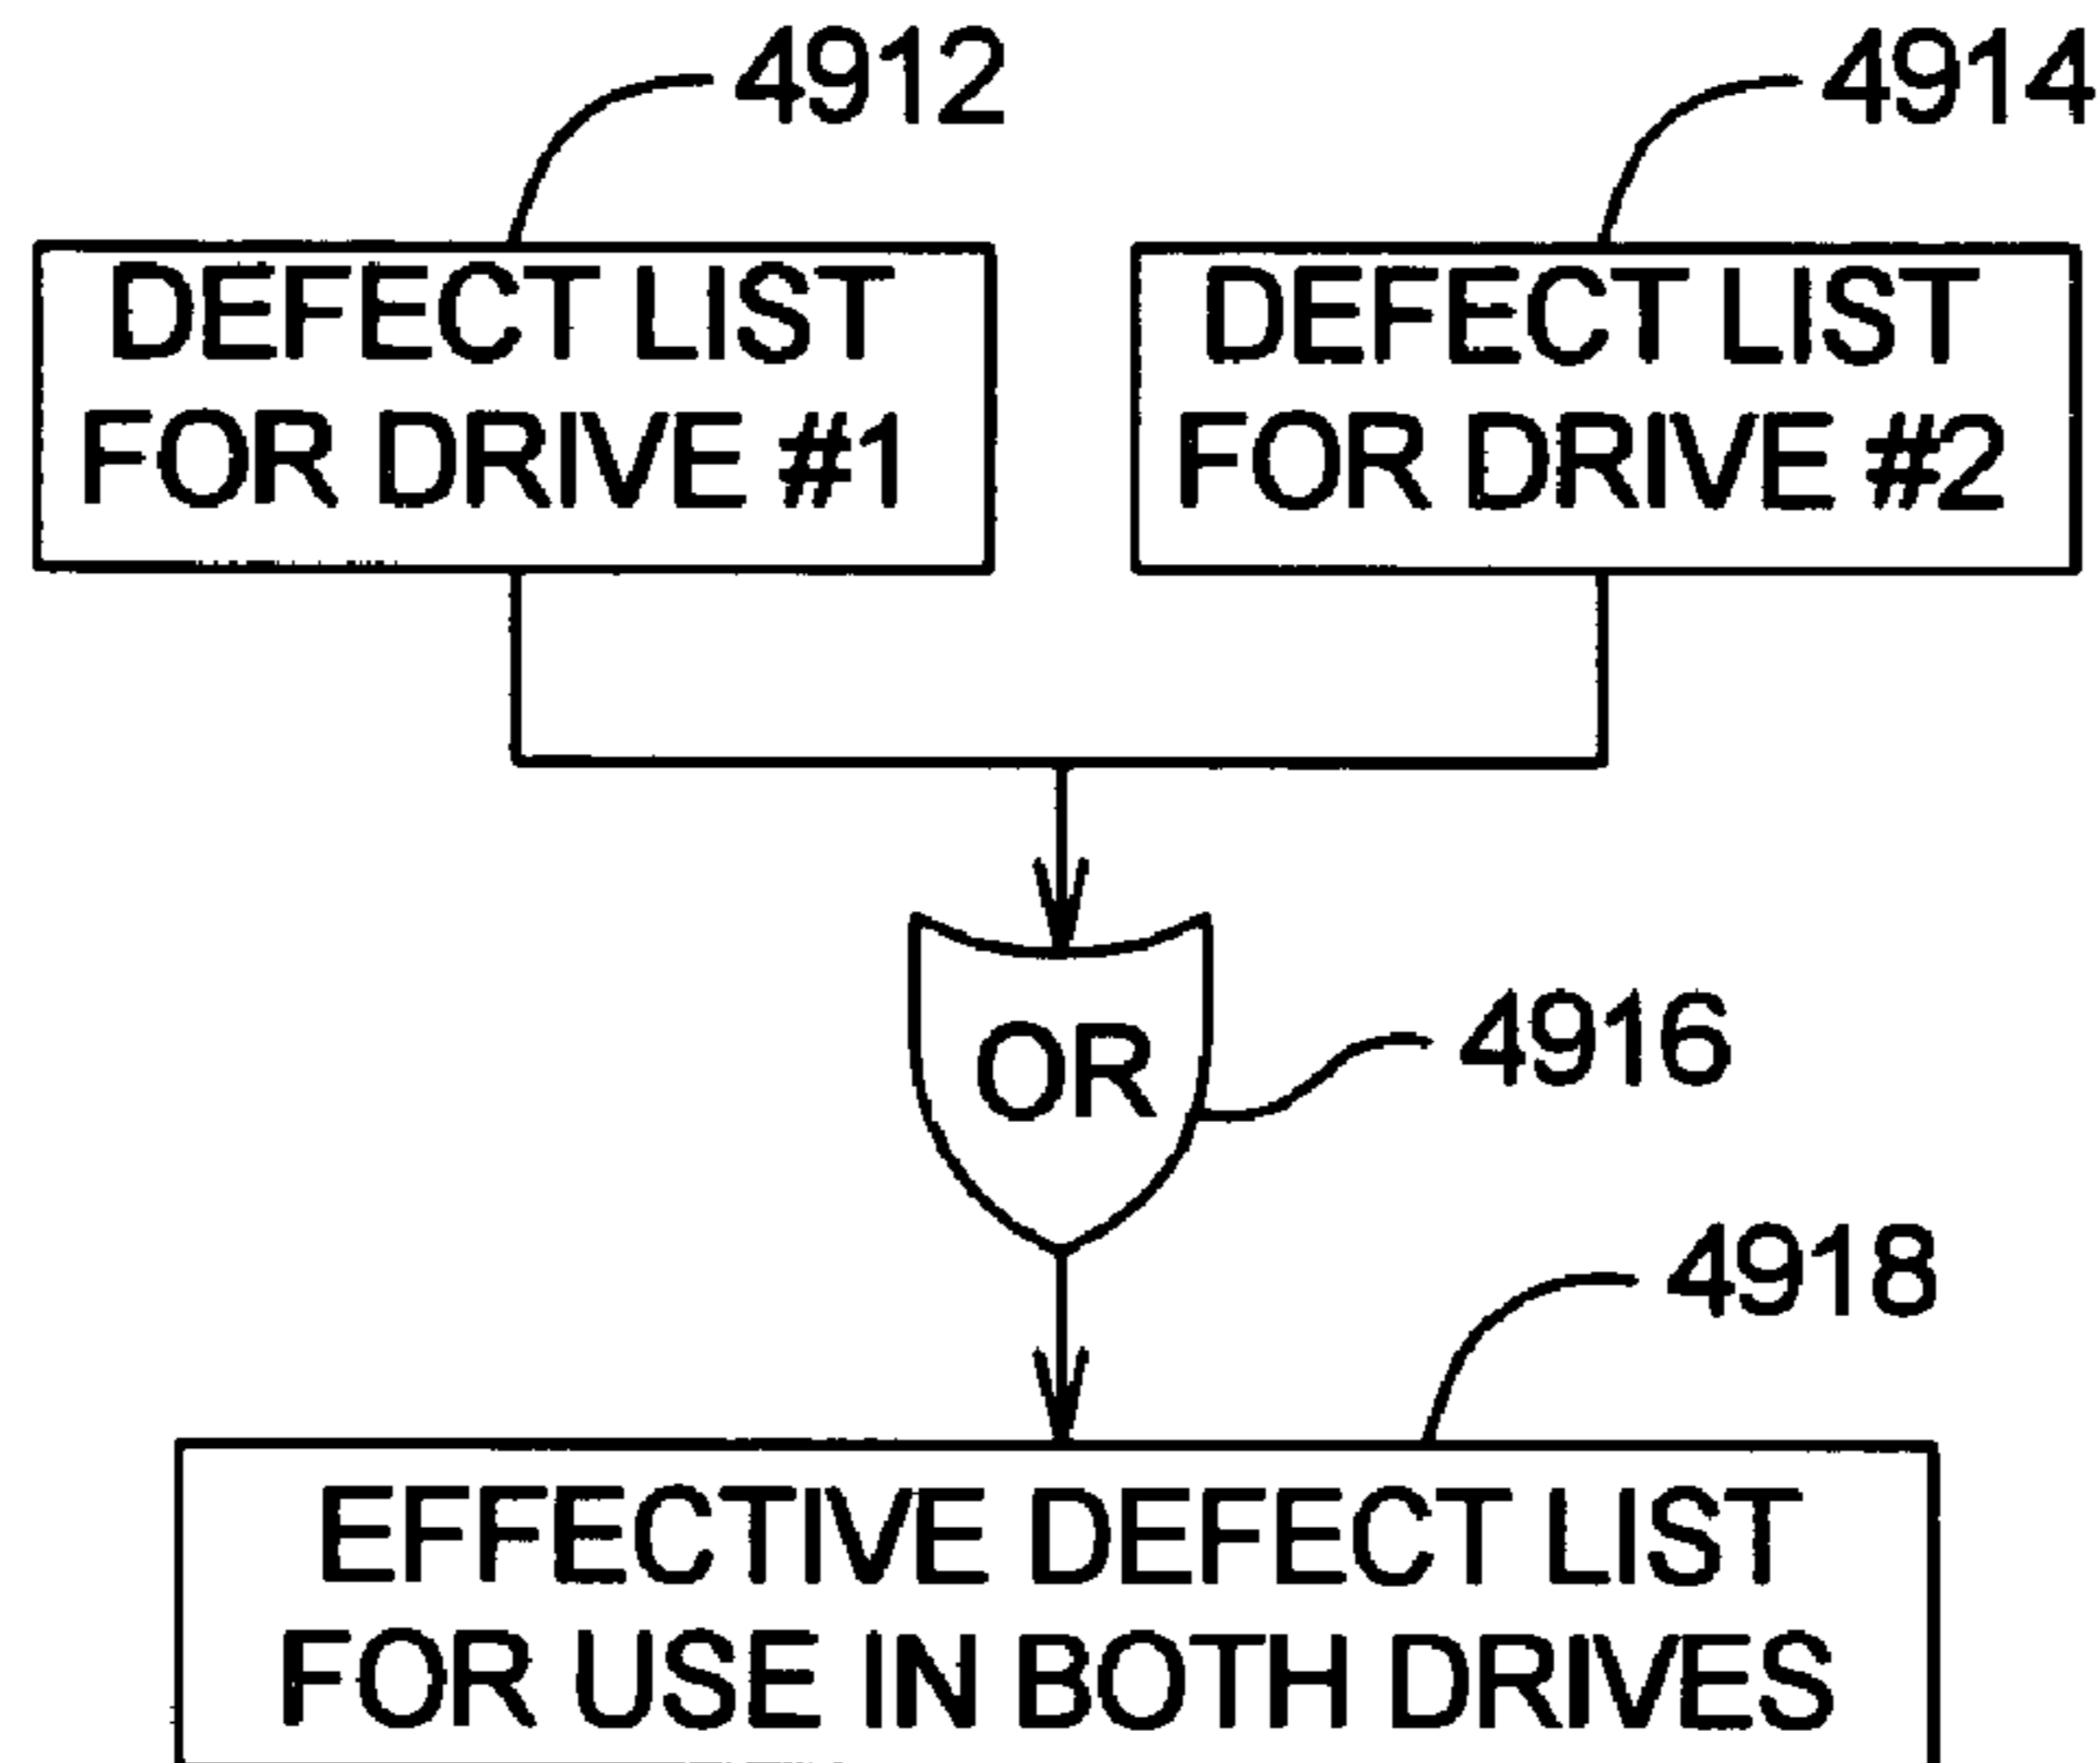 4912
4914
DEFECT LIST
FOR DRIVE #1
DEFECT LIST
FOR DRIVE #2
OR
4916
4918
EFFECTIVE DEFECT LIST
FOR USE IN BOTH DRIVES